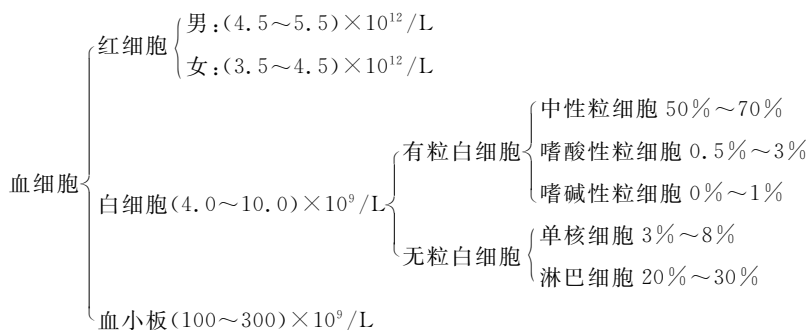 血细胞
红细胞
男:(4.5～5.5)×10¹²/L
女:(3.5～4.5)×10¹²/L
白细胞(4.0～10.0)×10⁹/L
有粒白细胞
中性粒细胞 50%～70%
嗜酸性粒细胞 0.5%～3%
嗜碱性粒细胞 0%～1%
无粒白细胞
单核细胞 3%～8%
淋巴细胞 20%～30%
血小板(100～300)×10⁹/L